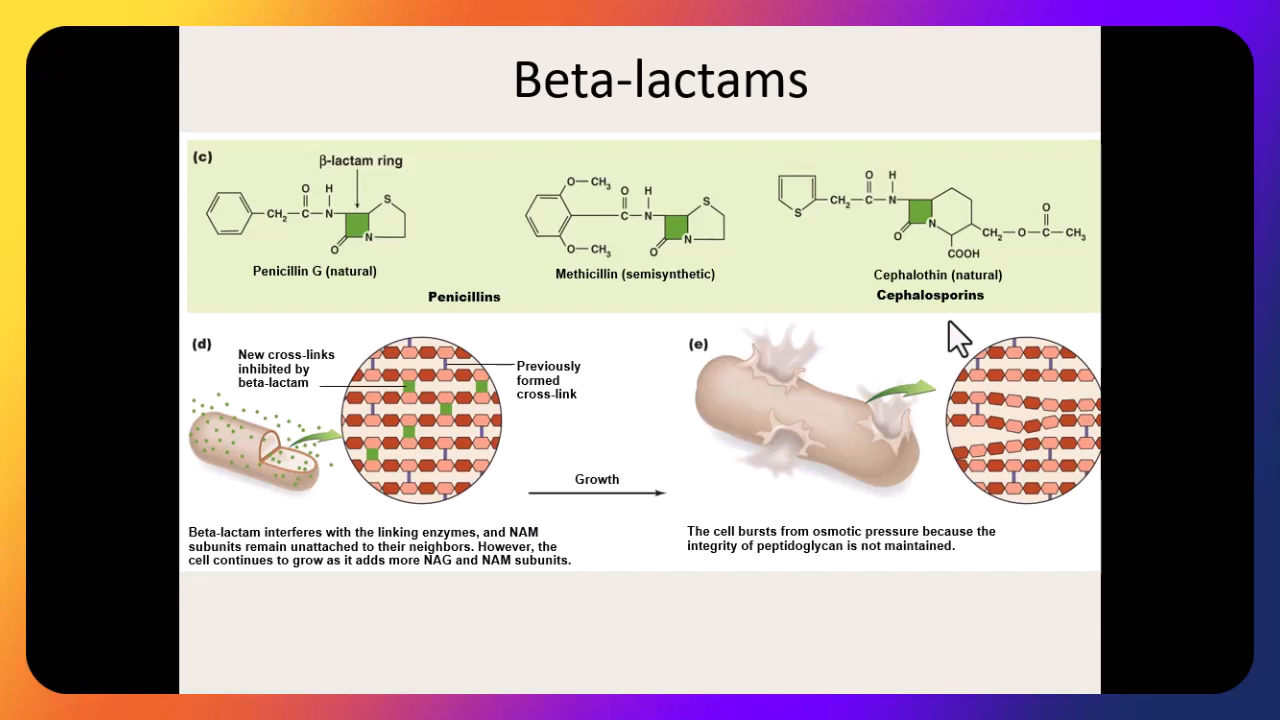 Beta-lactams
(c)
β-lactam ring
O
H
S
CH2
C
N
N
O
Penicillin G (natural)
O
CH3
O
H
S
C
N
N
O
CH3
O
Methicillin (semisynthetic)
Penicillins
O
H
S
CH2
C
N
N
O
CH2
O
C
CH3
O
COOH
Cephalothin (natural)
Cephalosporins
(d)
New cross-links
inhibited by
beta-lactam
Previously
formed
cross-link
Growth
Beta-lactam interferes with the linking enzymes, and NAM
subunits remain unattached to their neighbors. However, the
cell continues to grow as it adds more NAG and NAM subunits.
(e)
The cell bursts from osmotic pressure because the
integrity of peptidoglycan is not maintained.